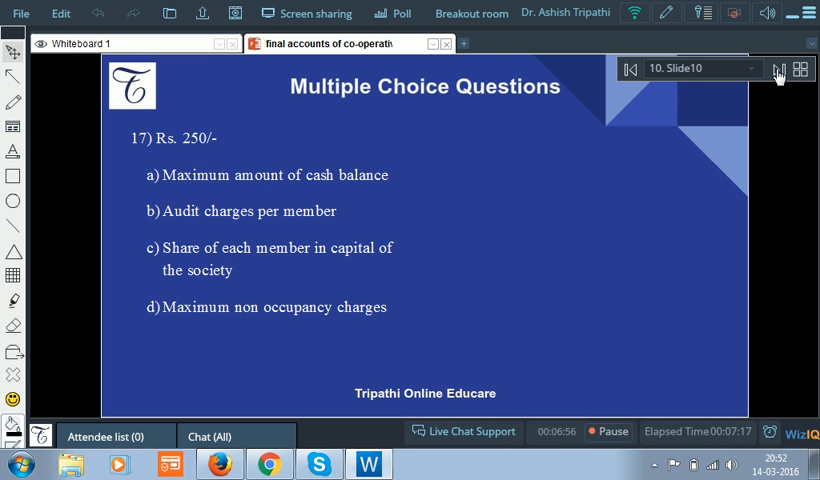 File Edit Screen sharing Poll Breakout room Dr. Ashish Tripathi
Whiteboard 1 final accounts of co-operativ
10. Slide10
Multiple Choice Questions
17) Rs. 250/-
a) Maximum amount of cash balance
b) Audit charges per member
c) Share of each member in capital of
the society
d) Maximum non occupancy charges
Tripathi Online Educare
Attendee list (0) Chat (All) Live Chat Support 00:06:56 Pause Elapsed Time00:07:17 WizIQ
20:52
14-03-2016